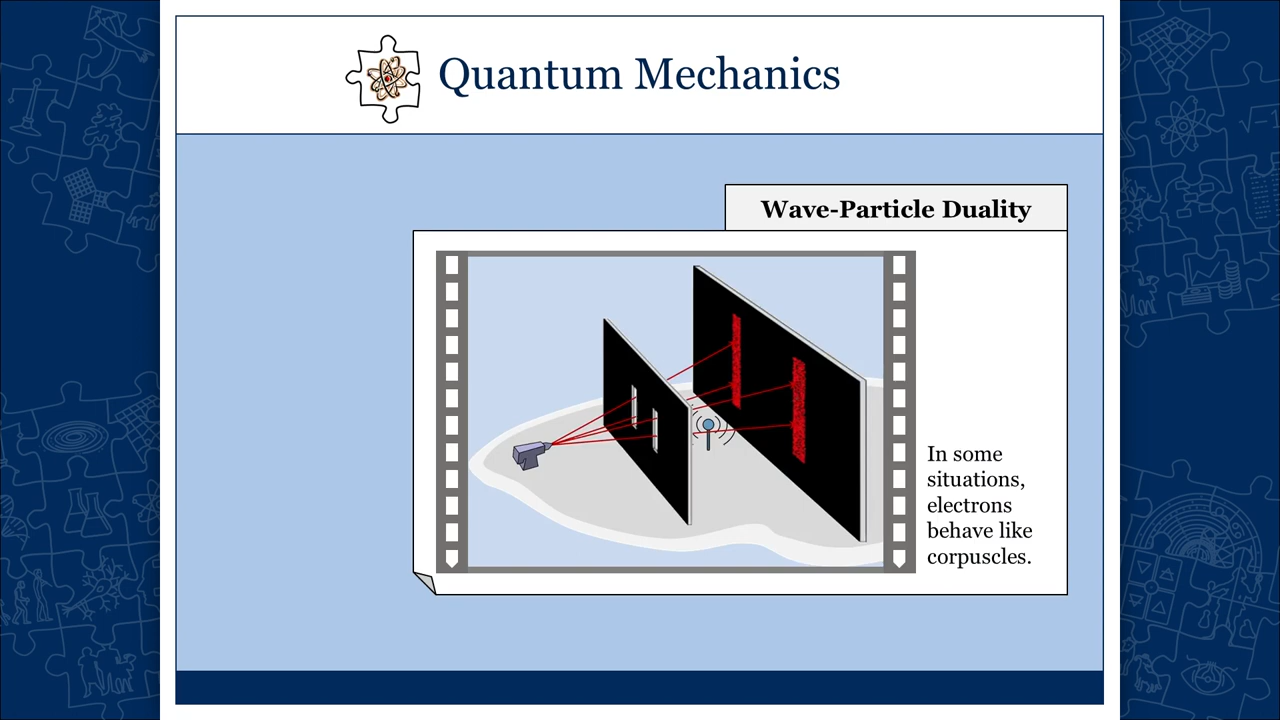 Quantum Mechanics
Wave-Particle Duality
In some
situations,
electrons
behave like
corpuscles.